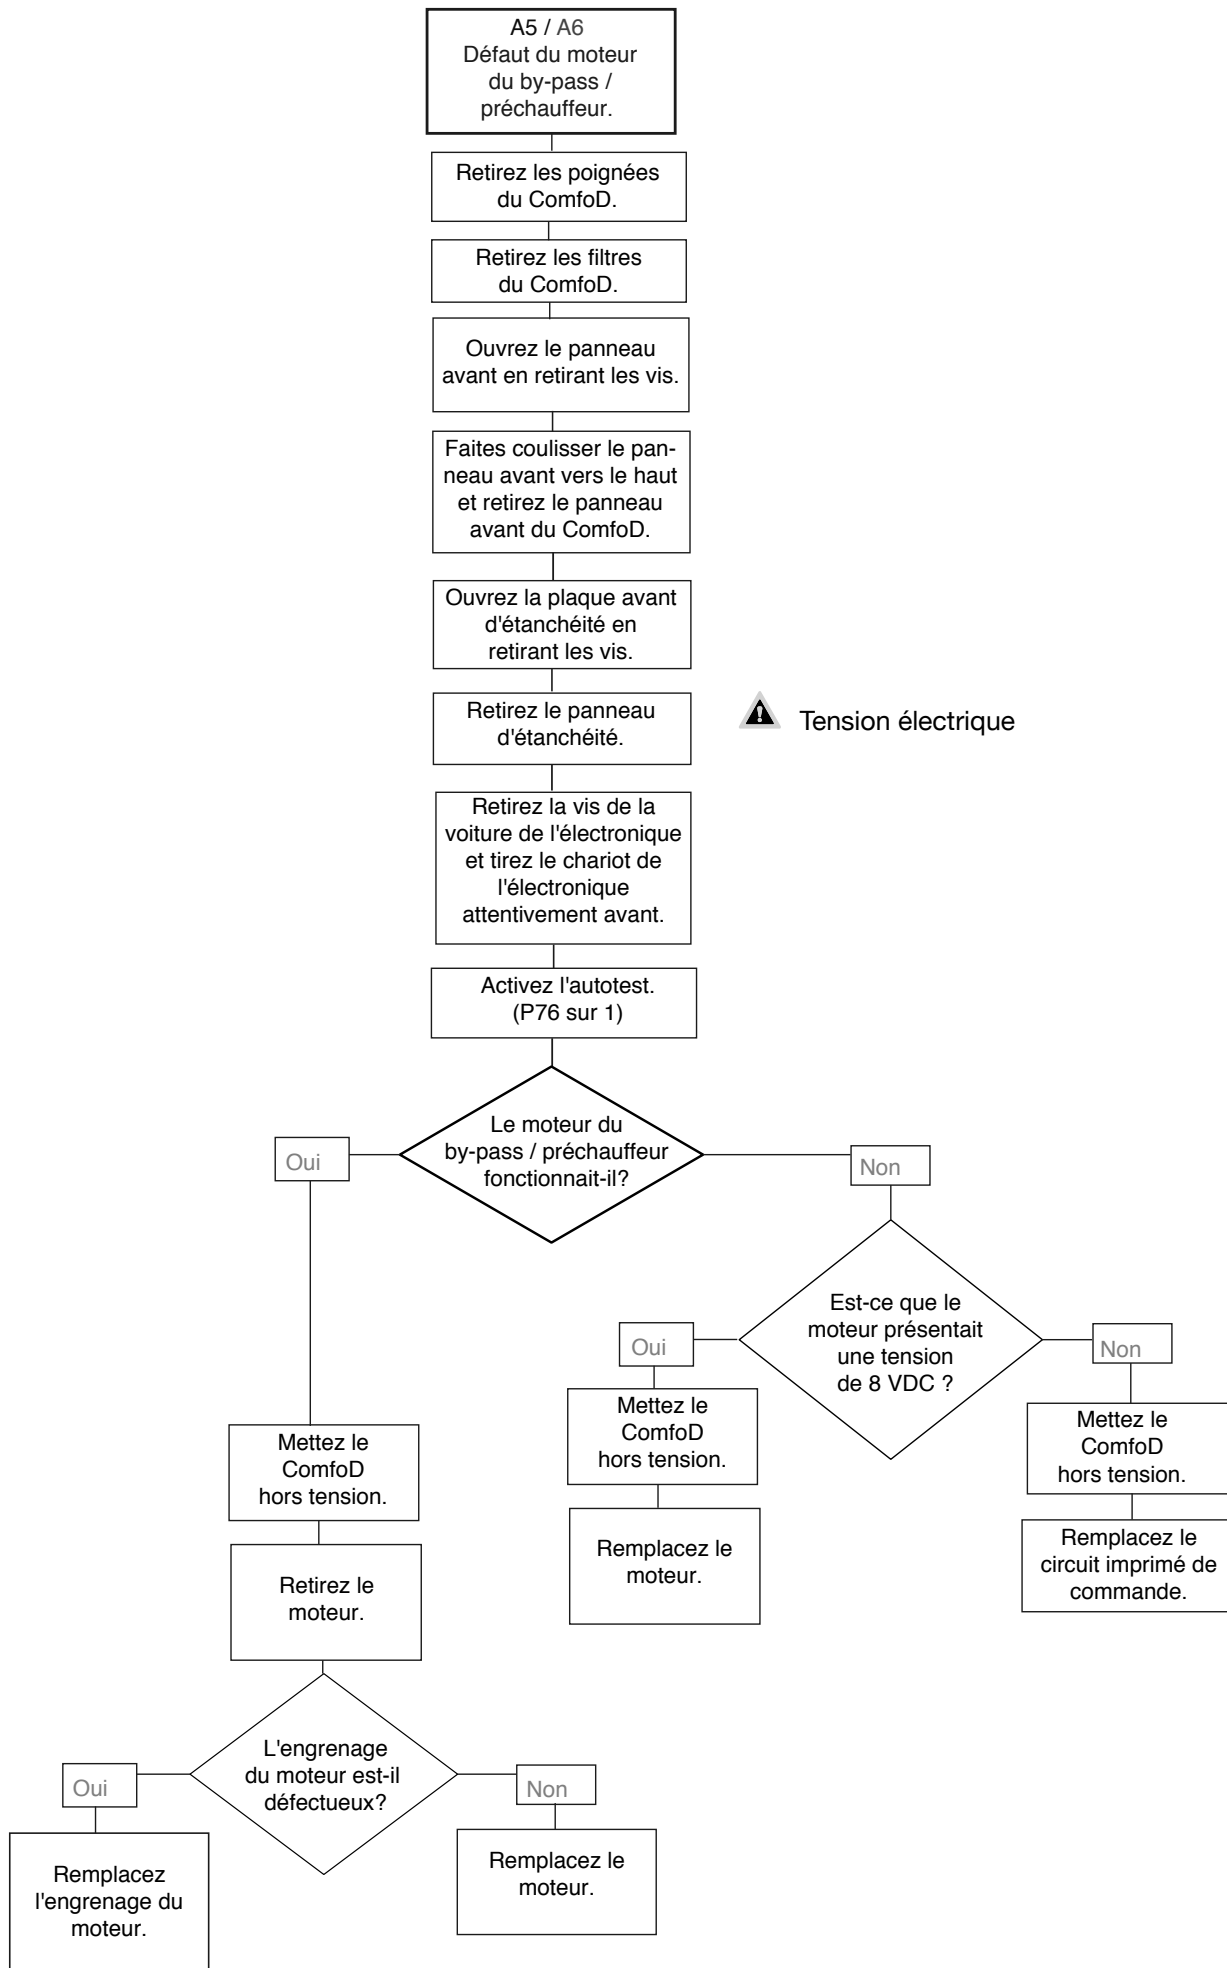 A5 / A6
Défaut du moteur
du by-pass /
préchauffeur.
Retirez les poignées
du ComfoD.
Retirez les filtres
du ComfoD.
Ouvrez le panneau
avant en retirant les vis.
Faites coulisser le pan-
neau avant vers le haut
et retirez le panneau
avant du ComfoD.
Ouvrez la plaque avant
d'étanchéité en
retirant les vis.
Retirez le panneau
d'étanchéité.
Tension électrique
Retirez la vis de la
voiture de l'électronique
et tirez le chariot de
l'électronique
attentivement avant.
Activez l'autotest.
(P76 sur 1)
Le moteur du
by-pass / préchauffeur
fonctionnait-il?
Oui
Non
Est-ce que le
moteur présentait
une tension
de 8 VDC ?
Oui
Non
Mettez le
ComfoD
hors tension.
Remplacez le
moteur.
Mettez le
ComfoD
hors tension.
Remplacez le
circuit imprimé de
commande.
Mettez le
ComfoD
hors tension.
Retirez le
moteur.
L'engrenage
du moteur est-il
défectueux?
Oui
Non
Remplacez
l'engrenage du
moteur.
Remplacez le
moteur.